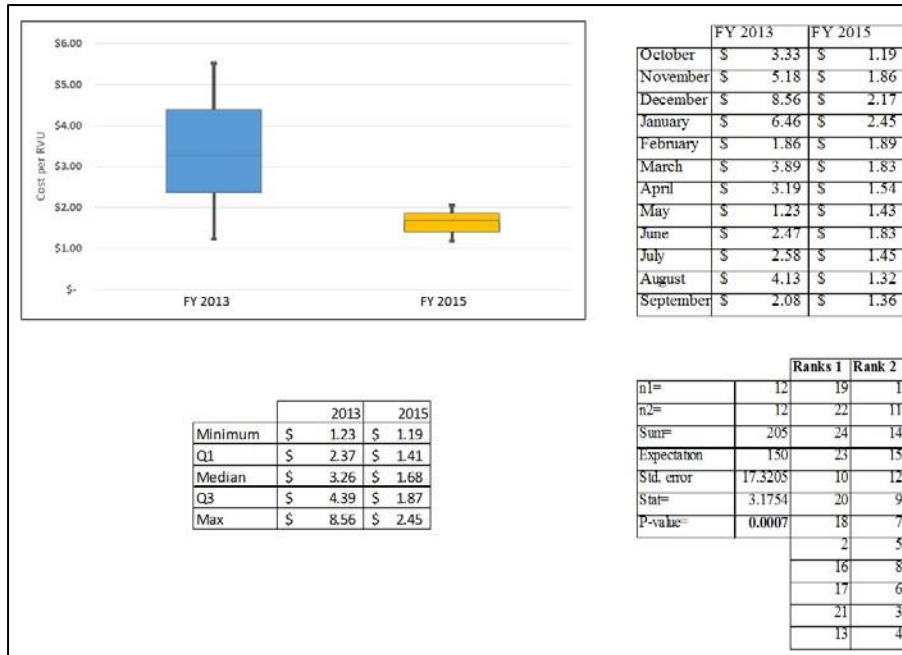 $6.00
$5.00
$4.00
$3.00
$2.00
$1.00
$-
Cost per RVU
FY 2013 FY 2015
FY 2013 FY 2015
October $ 3.33 $ 1.19
November $ 5.18 $ 1.86
December $ 8.56 $ 2.17
January $ 6.46 $ 2.45
February $ 1.86 $ 1.89
March $ 3.89 $ 1.83
April $ 3.19 $ 1.54
May $ 1.23 $ 1.43
June $ 2.47 $ 1.83
July $ 2.58 $ 1.45
August $ 4.13 $ 1.32
September $ 2.08 $ 1.36
2013 2015
Minimum $ 1.23 $ 1.19
Q1 $ 2.37 $ 1.41
Median $ 3.26 $ 1.68
Q3 $ 4.39 $ 1.87
Max $ 8.56 $ 2.45
Ranks 1 Rank 2
n1= 12 19 1
n2= 12 22 11
Sum= 205 24 14
Expectation 150 23 15
Std. error 17.3205 10 12
Stat= 3.1754 20 9
P-value= 0.0007 18 7
2 5
16 8
17 6
21 3
13 4